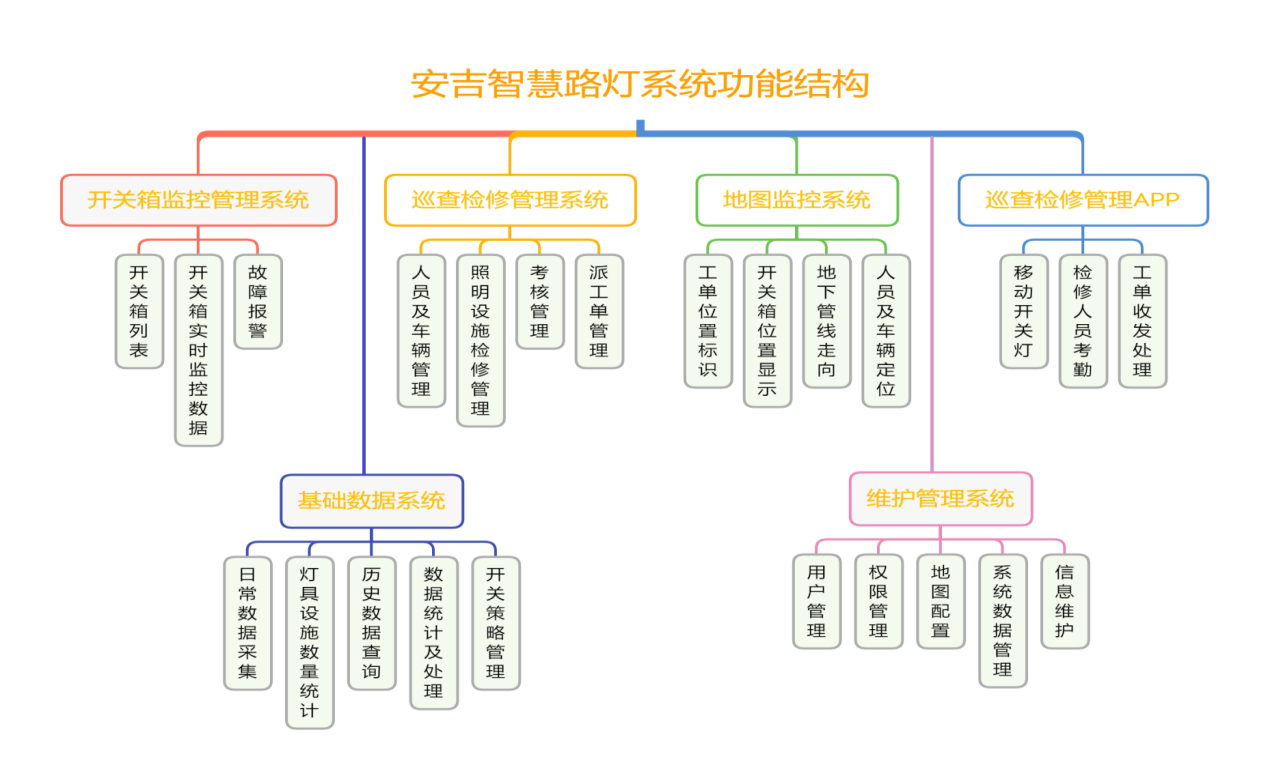 安吉智慧路灯系统功能结构
开关箱监控管理系统
巡查检修管理系统
地图监控系统
巡查检修管理APP
开关箱列表
开关箱实时监控数据
故障报警
人员及车辆管理
照明设施检修管理
考核管理
派工单管理
工单位置标识
开关箱位置显示
地下管线走向
人员及车辆定位
移动开关灯
检修人员考勤
工单收发处理
基础数据系统
维护管理系统
日常数据采集
灯具设施数量统计
历史数据查询
数据统计及处理
开关策略管理
用户管理
权限管理
地图配置
系统数据管理
信息维护